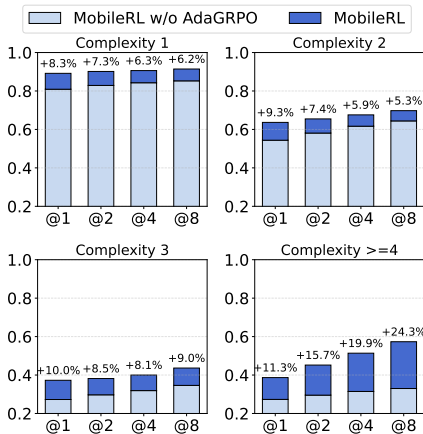 MobileRL w/o AdaGRPO MobileRL
Complexity 1
1.0
0.8
0.6
0.4
0.2
+8.3% +7.3% +6.3% +6.2%
@1 @2 @4 @8
Complexity 2
1.0
0.8
0.6
0.4
0.2
+9.3% +7.4% +5.9% +5.3%
@1 @2 @4 @8
Complexity 3
1.0
0.8
0.6
0.4
0.2
+10.0% +8.5% +8.1% +9.0%
@1 @2 @4 @8
Complexity >=4
1.0
0.8
0.6
0.4
0.2
+11.3% +15.7% +19.9% +24.3%
@1 @2 @4 @8